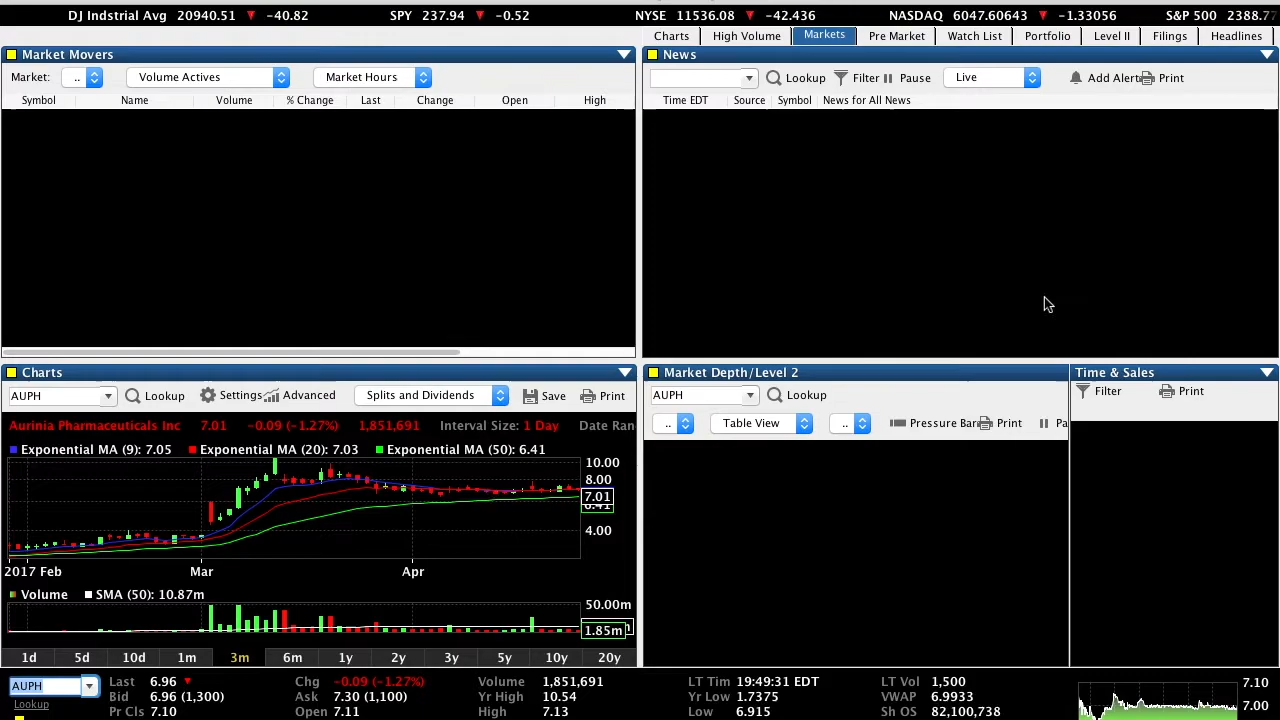 DJ Indstrial Avg 20940.51 -40.82 SPY 237.94 -0.52 NYSE 11536.08 -42.436 NASDAQ 6047.60643 -1.33056 S&P 500 2388.77
Charts High Volume Markets Pre Market Watch List Portfolio Level II Filings Headlines
Market Movers
Market: .. Volume Actives Market Hours
Symbol Name Volume % Change Last Change Open High
News
Lookup Filter Pause Live Add Alert Print
Time EDT Source Symbol News for All News
Charts
AUPH Lookup Settings Advanced Splits and Dividends Save Print
Aurinia Pharmaceuticals Inc 7.01 -0.09 (-1.27%) 1,851,691 Interval Size: 1 Day Date Ran
Exponential MA (9): 7.05 Exponential MA (20): 7.03 Exponential MA (50): 6.41
10.00
8.00
7.01
6.41
4.00
2017 Feb Mar Apr
Volume SMA (50): 10.87m
50.00m
1.85m
1d 5d 10d 1m 3m 6m 1y 2y 3y 5y 10y 20y
Market Depth/Level 2
AUPH Lookup
.. Table View .. Pressure Bar Print Pa
Time & Sales
Filter Print
AUPH
Lookup
Last 6.96 Chg -0.09 (-1.27%) Volume 1,851,691 LT Tim 19:49:31 EDT LT Vol 1,500
Bid 6.96 (1,300) Ask 7.30 (1,100) Yr High 10.54 Yr Low 1.7375 VWAP 6.9933
Pr Cls 7.10 Open 7.11 High 7.13 Low 6.915 Sh OS 82,100,738
7.10
7.00